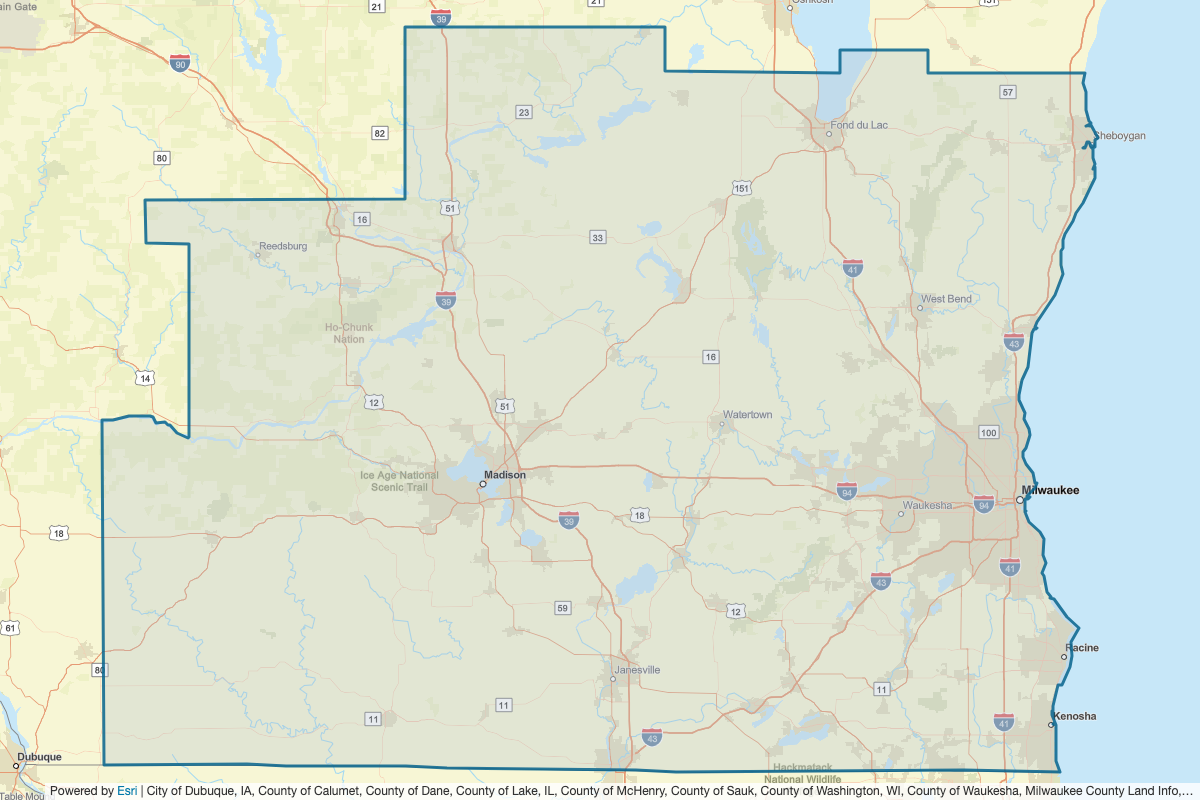 ain Gate
21
39
21
Oshkosh
151
90
23
57
82
Fond du Lac
Sheboygan
80
151
51
16
33
Reedsburg
41
39
West Bend
Ho-Chunk
Nation
43
16
14
12
51
Watertown
100
Ice Age National
Scenic Trail
Madison
94
Milwaukee
94
Waukesha
18
39
18
41
43
59
12
61
Racine
80
Janesville
11
11
11
Kenosha
41
43
Dubuque
Hackmatack
National Wildlife
Powered by Esri | City of Dubuque, IA, County of Calumet, County of Dane, County of Lake, IL, County of McHenry, County of Sauk, County of Washington, WI, County of Waukesha, Milwaukee County Land Info,...
Table Mou